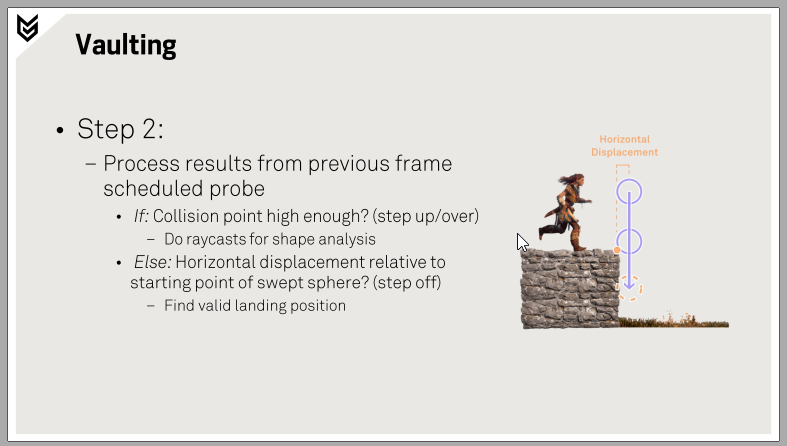 Vaulting
• Step 2:
– Process results from previous frame
scheduled probe
• If: Collision point high enough? (step up/over)
– Do raycasts for shape analysis
• Else: Horizontal displacement relative to
starting point of swept sphere? (step off)
– Find valid landing position
Horizontal
Displacement